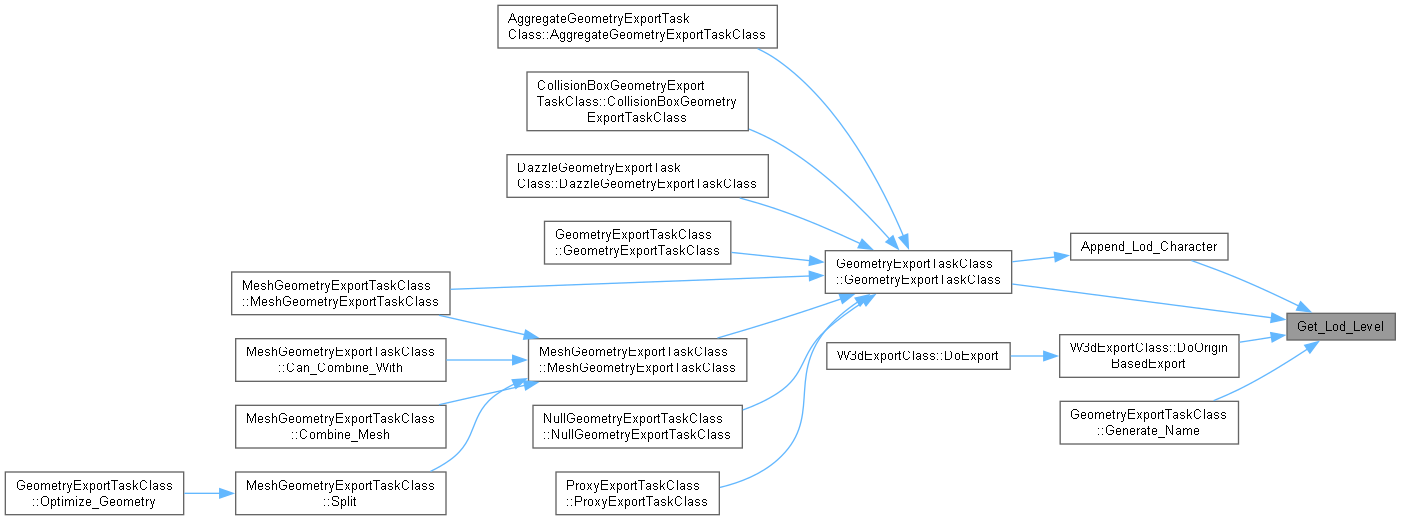 AggregateGeometryExportTask
Class::AggregateGeometryExportTaskClass
CollisionBoxGeometryExport
TaskClass::CollisionBoxGeometry
ExportTaskClass
DazzleGeometryExportTask
Class::DazzleGeometryExportTaskClass
GeometryExportTaskClass
::GeometryExportTaskClass
MeshGeometryExportTaskClass
::MeshGeometryExportTaskClass
MeshGeometryExportTaskClass
::Can_Combine_With
MeshGeometryExportTaskClass
::Combine_Mesh
GeometryExportTaskClass
::Optimize_Geometry
MeshGeometryExportTaskClass
::Split
MeshGeometryExportTaskClass
::MeshGeometryExportTaskClass
NullGeometryExportTaskClass
::NullGeometryExportTaskClass
ProxyExportTaskClass
::ProxyExportTaskClass
GeometryExportTaskClass
::GeometryExportTaskClass
W3dExportClass::DoExport
Append_Lod_Character
W3dExportClass::DoOrigin
BasedExport
GeometryExportTaskClass
::Generate_Name
Get_Lod_Level